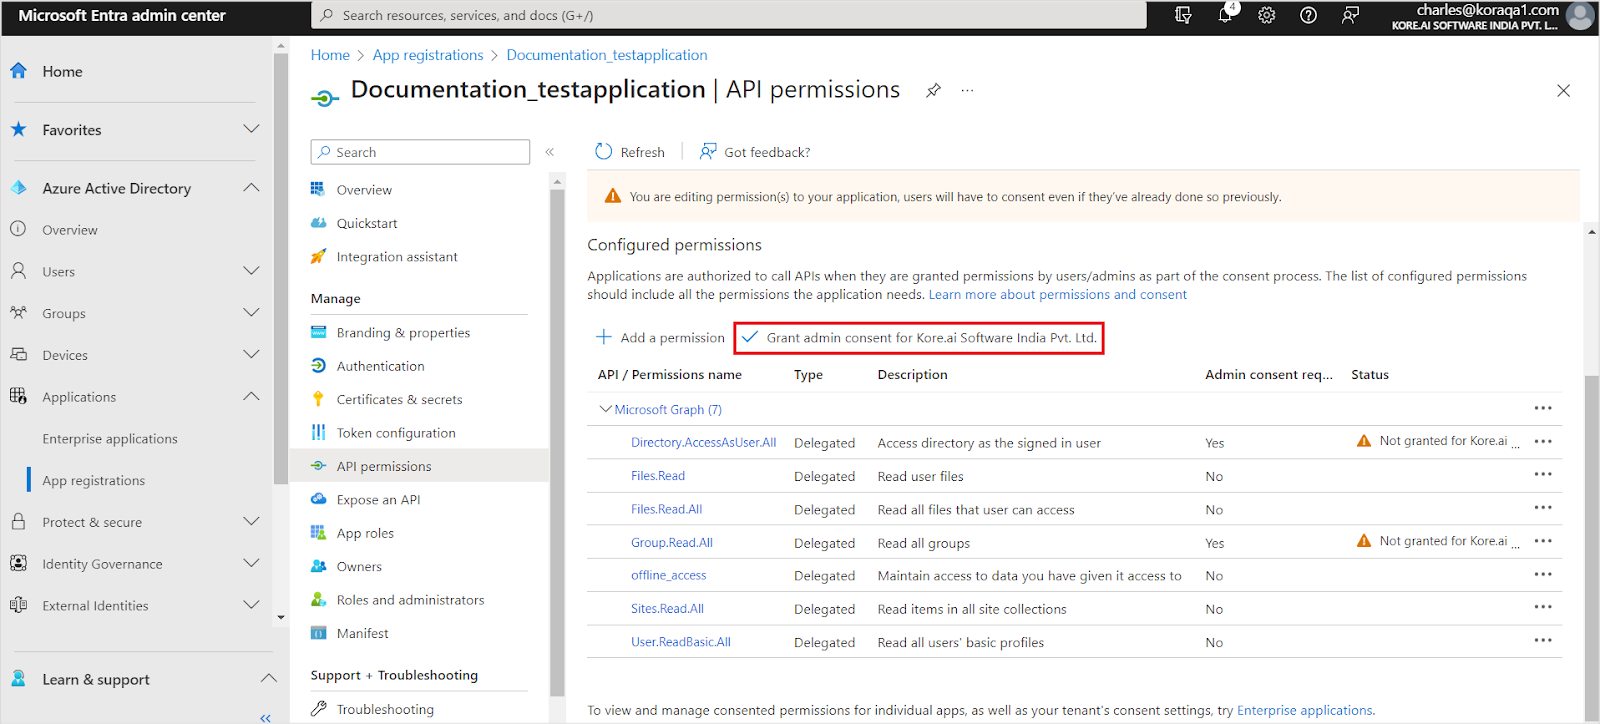 Microsoft Entra admin center
Search resources, services, and docs (G+/)
4
charles@koraqa1.com
KORE.AI SOFTWARE INDIA PVT. L...
Home
Favorites
Azure Active Directory
Overview
Users
Groups
Devices
Applications
Enterprise applications
App registrations
Protect & secure
Identity Governance
External Identities
Learn & support
Home > App registrations > Documentation_testapplication
Documentation_testapplication | API permissions
Search
Overview
Quickstart
Integration assistant
Manage
Branding & properties
Authentication
Certificates & secrets
Token configuration
API permissions
Expose an API
App roles
Owners
Roles and administrators
Manifest
Support + Troubleshooting
Troubleshooting
Refresh
Got feedback?
You are editing permission(s) to your application, users will have to consent even if they've already done so previously.
Configured permissions
Applications are authorized to call APIs when they are granted permissions by users/admins as part of the consent process. The list of configured permissions
should include all the permissions the application needs. Learn more about permissions and consent
Add a permission
Grant admin consent for Kore.ai Software India Pvt. Ltd.
API / Permissions name Type Description Admin consent req... Status
Microsoft Graph (7)
Directory.AccessAsUser.All Delegated Access directory as the signed in user Yes Not granted for Kore.ai ...
Files.Read Delegated Read user files No
Files.Read.All Delegated Read all files that user can access No
Group.Read.All Delegated Read all groups Yes Not granted for Kore.ai ...
offline_access Delegated Maintain access to data you have given it access to No
Sites.Read.All Delegated Read items in all site collections No
User.ReadBasic.All Delegated Read all users' basic profiles No
To view and manage consented permissions for individual apps, as well as your tenant's consent settings, try Enterprise applications.